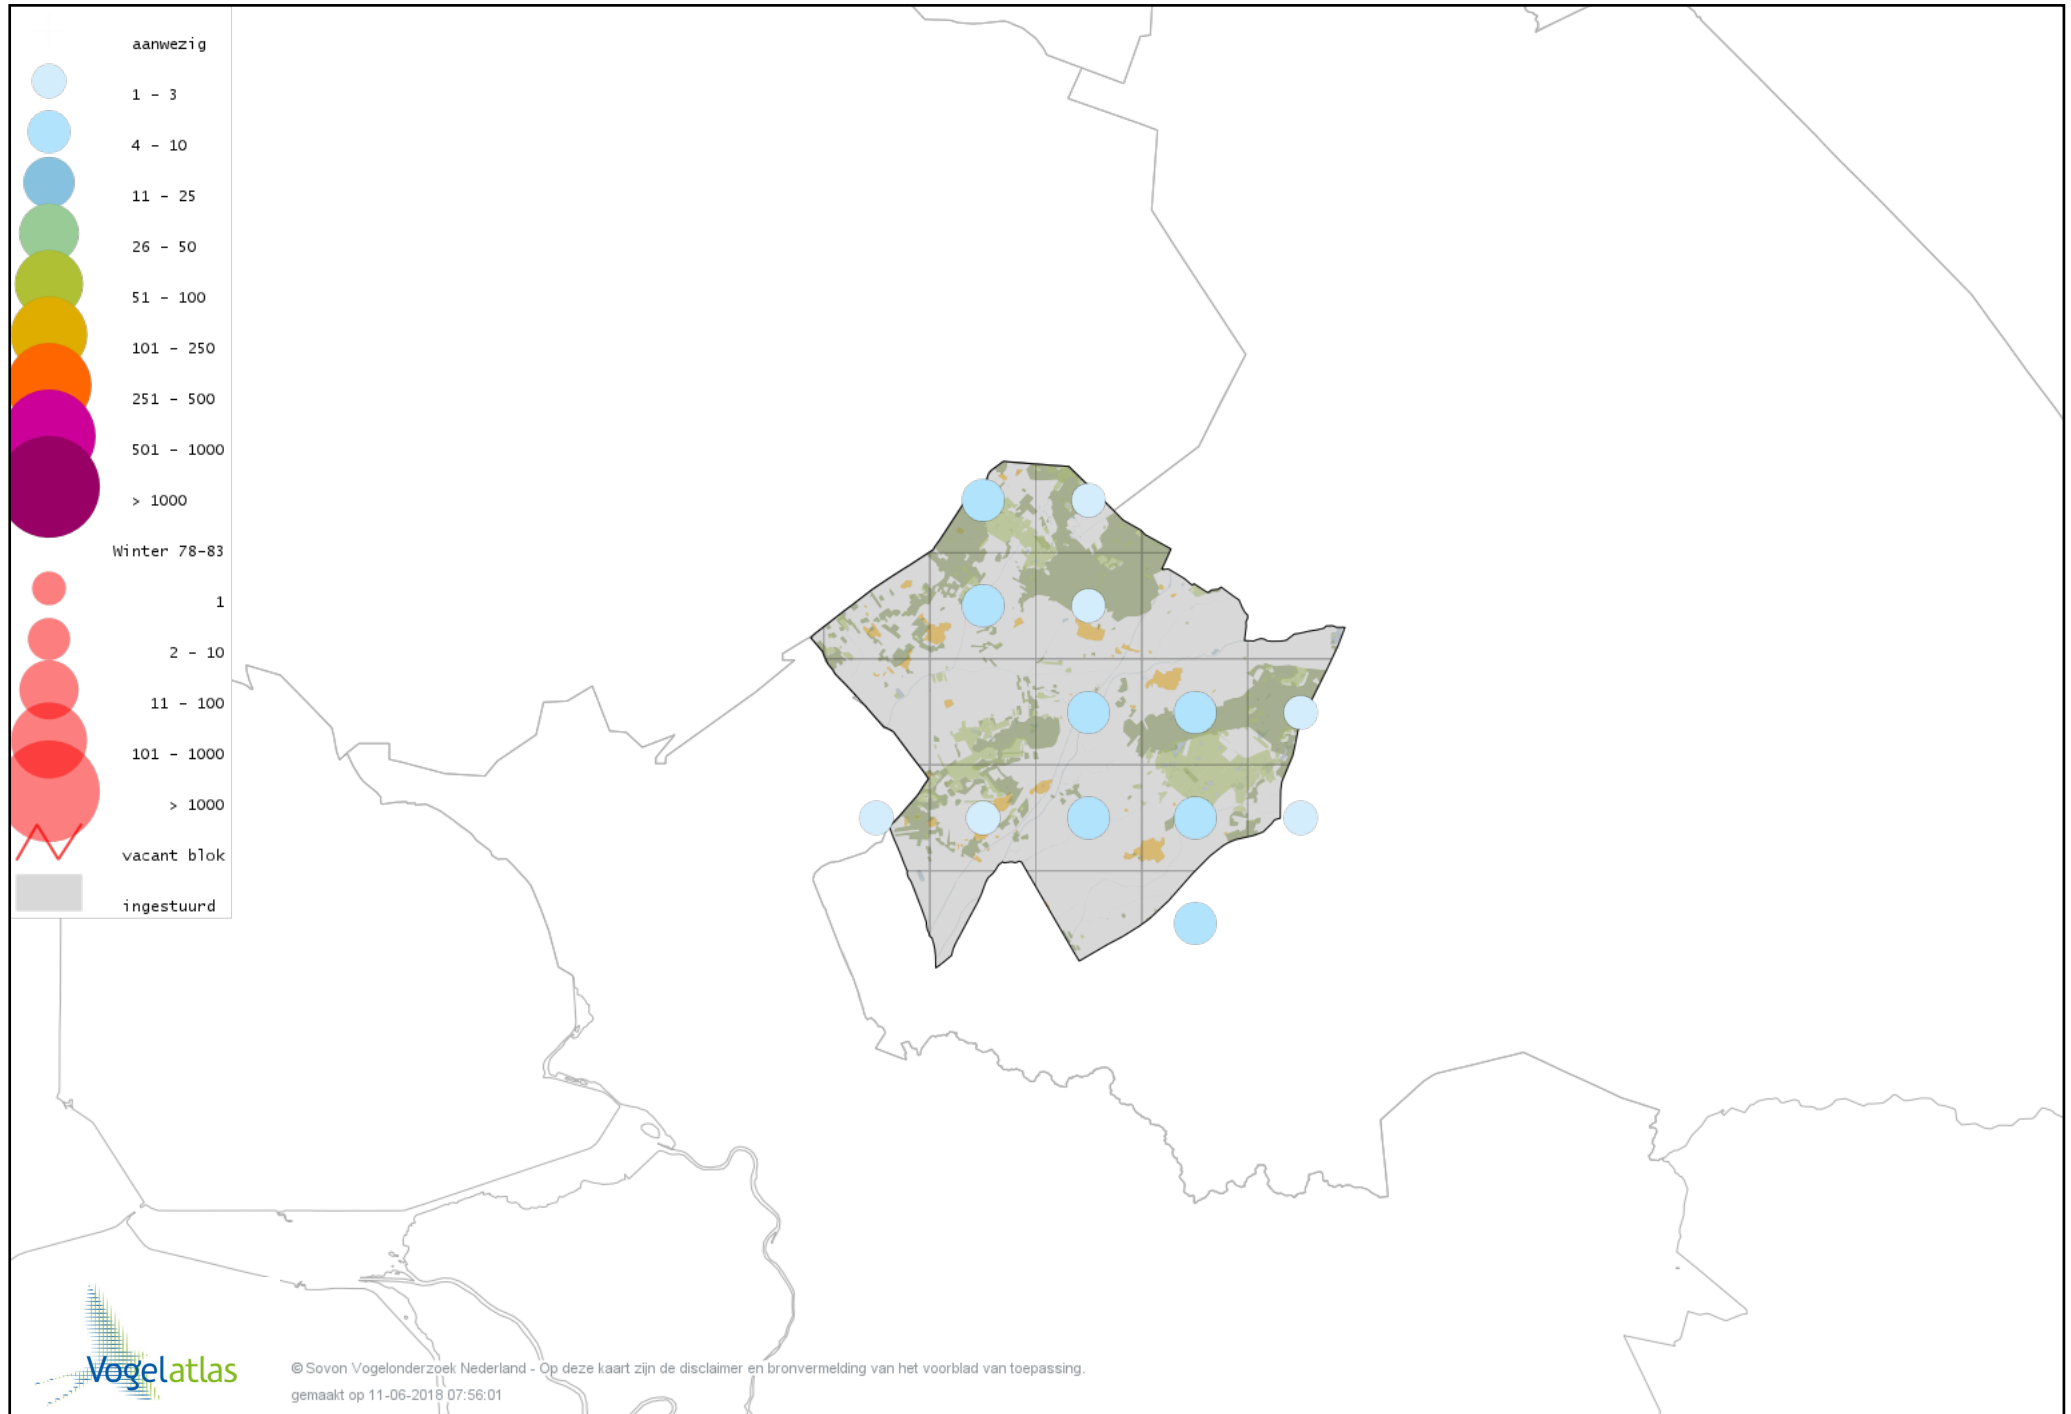 aanwezig
1 - 3
4 - 10
11 - 25
26 - 50
51 - 100
101 - 250
251 - 500
501 - 1000
> 1000
Winter 78-83
1
2 - 10
11 - 100
101 - 1000
> 1000
vacant blok
ingestuurd
Vogelatlas
© Sovon Vogelonderzoek Nederland - Op deze kaart zijn de disclaimer en bronvermelding van het voorblad van toepassing.
gemaakt op 11-06-2018 07:56:01